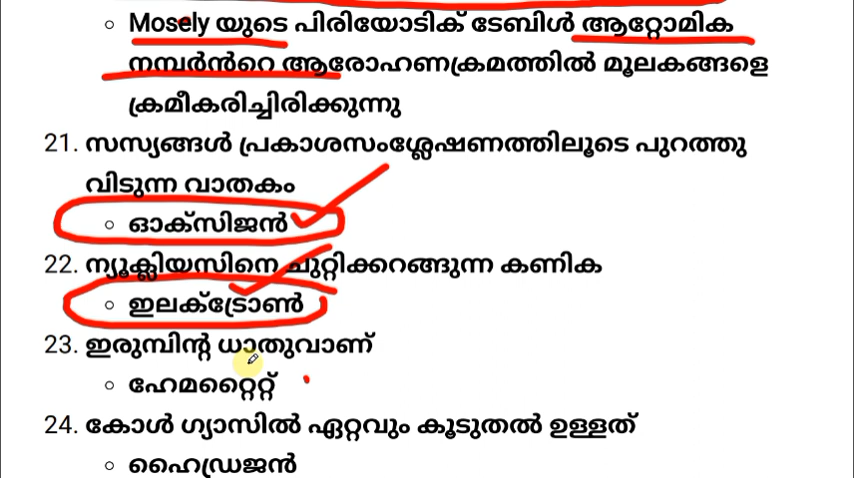 Mosely യുടെ പിരിയോടിക് ടേബിൾ ആറ്റോമിക
നമ്പർൻറെ ആരോഹണക്രമത്തിൽ മൂലകങ്ങളെ
ക്രമീകരിച്ചിരിക്കുന്നു
21. സസ്യങ്ങൾ പ്രകാശസംശ്ലേഷണത്തിലൂടെ പുറത്തു
വിടുന്ന വാതകം
ഓക്സിജൻ
22. ന്യൂക്ലിയസിനെ ചുറ്റിക്കറങ്ങുന്ന കണിക
ഇലക്ട്രോൺ
23. ഇരുമ്പിന്റ ധാതുവാണ്
ഹേമറ്റൈറ്റ്
24. കോൾ ഗ്യാസിൽ ഏറ്റവും കൂടുതൽ ഉള്ളത്
ഹൈഡ്രജൻ